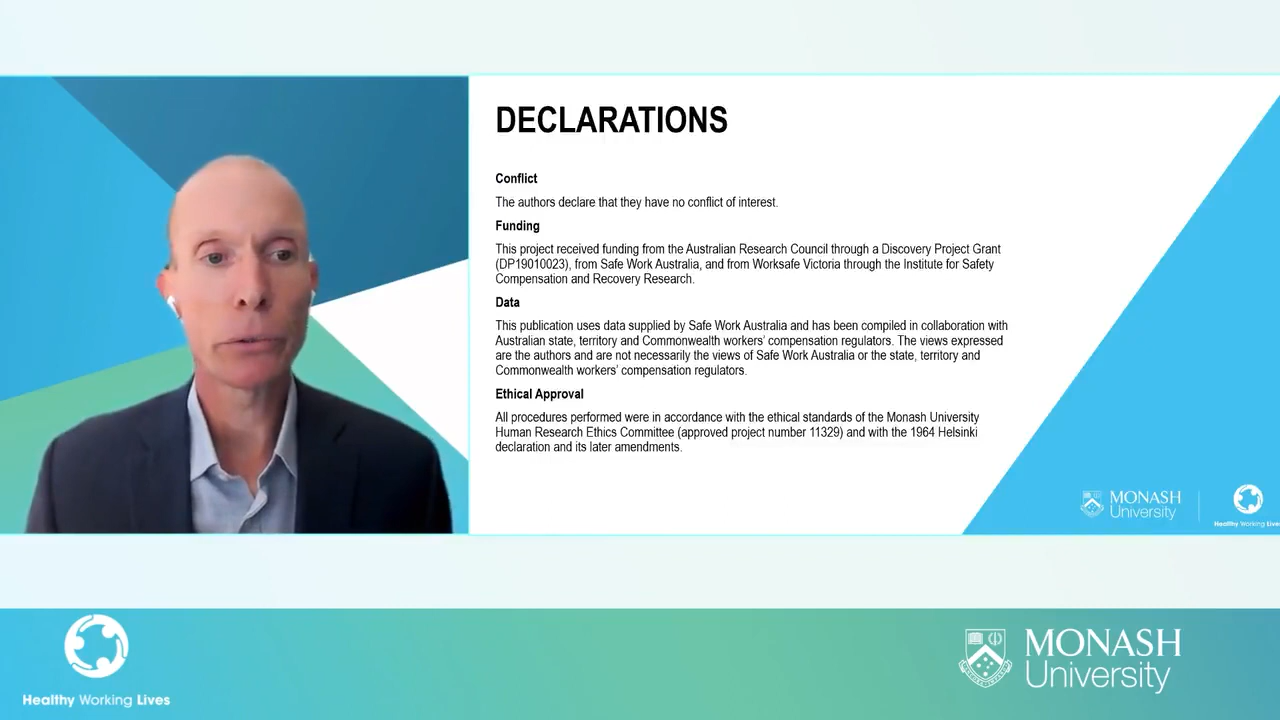 DECLARATIONS
Conflict
The authors declare that they have no conflict of interest.
Funding
This project received funding from the Australian Research Council through a Discovery Project Grant
(DP19010023), from Safe Work Australia, and from Worksafe Victoria through the Institute for Safety
Compensation and Recovery Research.
Data
This publication uses data supplied by Safe Work Australia and has been compiled in collaboration with
Australian state, territory and Commonwealth workers' compensation regulators. The views expressed
are the authors and are not necessarily the views of Safe Work Australia or the state, territory and
Commonwealth workers' compensation regulators.
Ethical Approval
All procedures performed were in accordance with the ethical standards of the Monash University
Human Research Ethics Committee (approved project number 11329) and with the 1964 Helsinki
declaration and its later amendments.
MONASH
University
Healthy Working Lives
Healthy Working Lives
MONASH
University